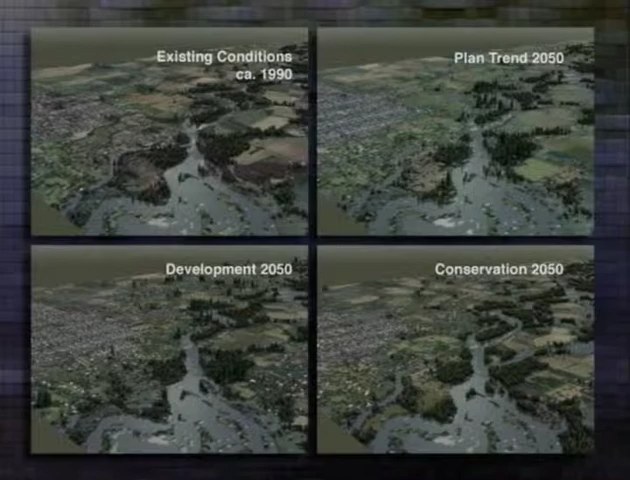 Existing Conditions
ca. 1990
Plan Trend 2050
Development 2050
Conservation 2050